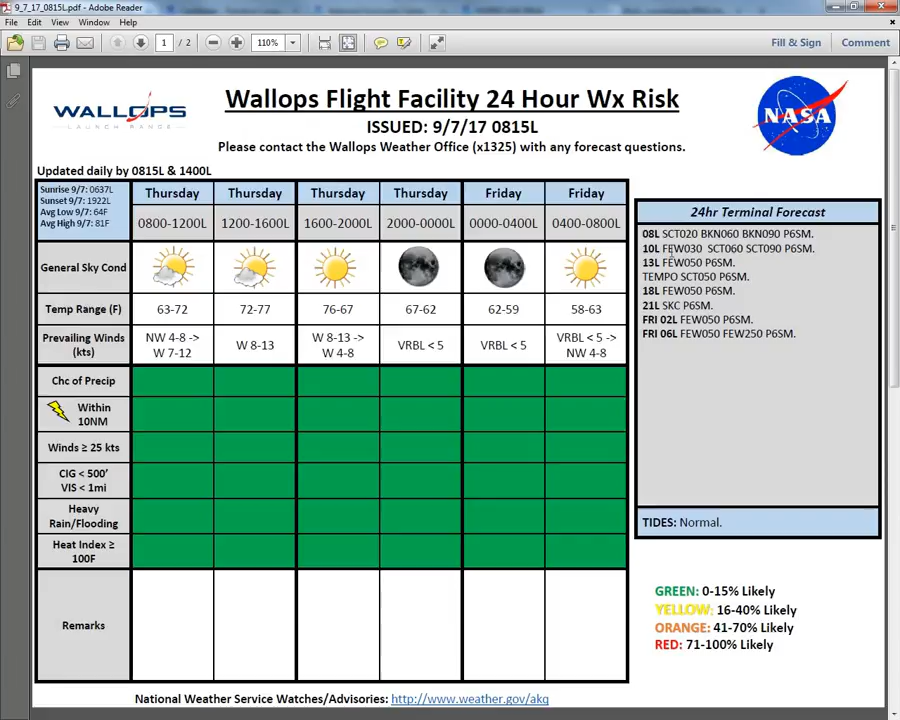 9_7_17_0815L.pdf - Adobe Reader
File Edit View Window Help
1 / 2 110% Fill & Sign Comment
WALLOPS
LAUNCH RANGE
Wallops Flight Facility 24 Hour Wx Risk
ISSUED: 9/7/17 0815L
Please contact the Wallops Weather Office (x1325) with any forecast questions.
NASA
Updated daily by 0815L & 1400L
Sunrise 9/7: 0637L
Sunset 9/7: 1922L
Avg Low 9/7: 64F
Avg High 9/7: 81F
Thursday Thursday Thursday Thursday Friday Friday
0800-1200L 1200-1600L 1600-2000L 2000-0000L 0000-0400L 0400-0800L
General Sky Cond
Temp Range (F) 63-72 72-77 76-67 67-62 62-59 58-63
Prevailing Winds (kts) NW 4-8 -> W 7-12 W 8-13 W 8-13 -> W 4-8 VRBL < 5 VRBL < 5 VRBL < 5 -> NW 4-8
Chc of Precip
Within
10NM
Winds ≥ 25 kts
CIG < 500'
VIS < 1mi
Heavy
Rain/Flooding
Heat Index ≥
100F
Remarks
24hr Terminal Forecast
08L SCT020 BKN060 BKN090 P6SM.
10L FEW030 SCT060 SCT090 P6SM.
13L FEW050 P6SM.
TEMPO SCT050 P6SM.
18L FEW050 P6SM.
21L SKC P6SM.
FRI 02L FEW050 P6SM.
FRI 06L FEW050 FEW250 P6SM.
TIDES: Normal.
GREEN: 0-15% Likely
YELLOW: 16-40% Likely
ORANGE: 41-70% Likely
RED: 71-100% Likely
National Weather Service Watches/Advisories: http://www.weather.gov/akq